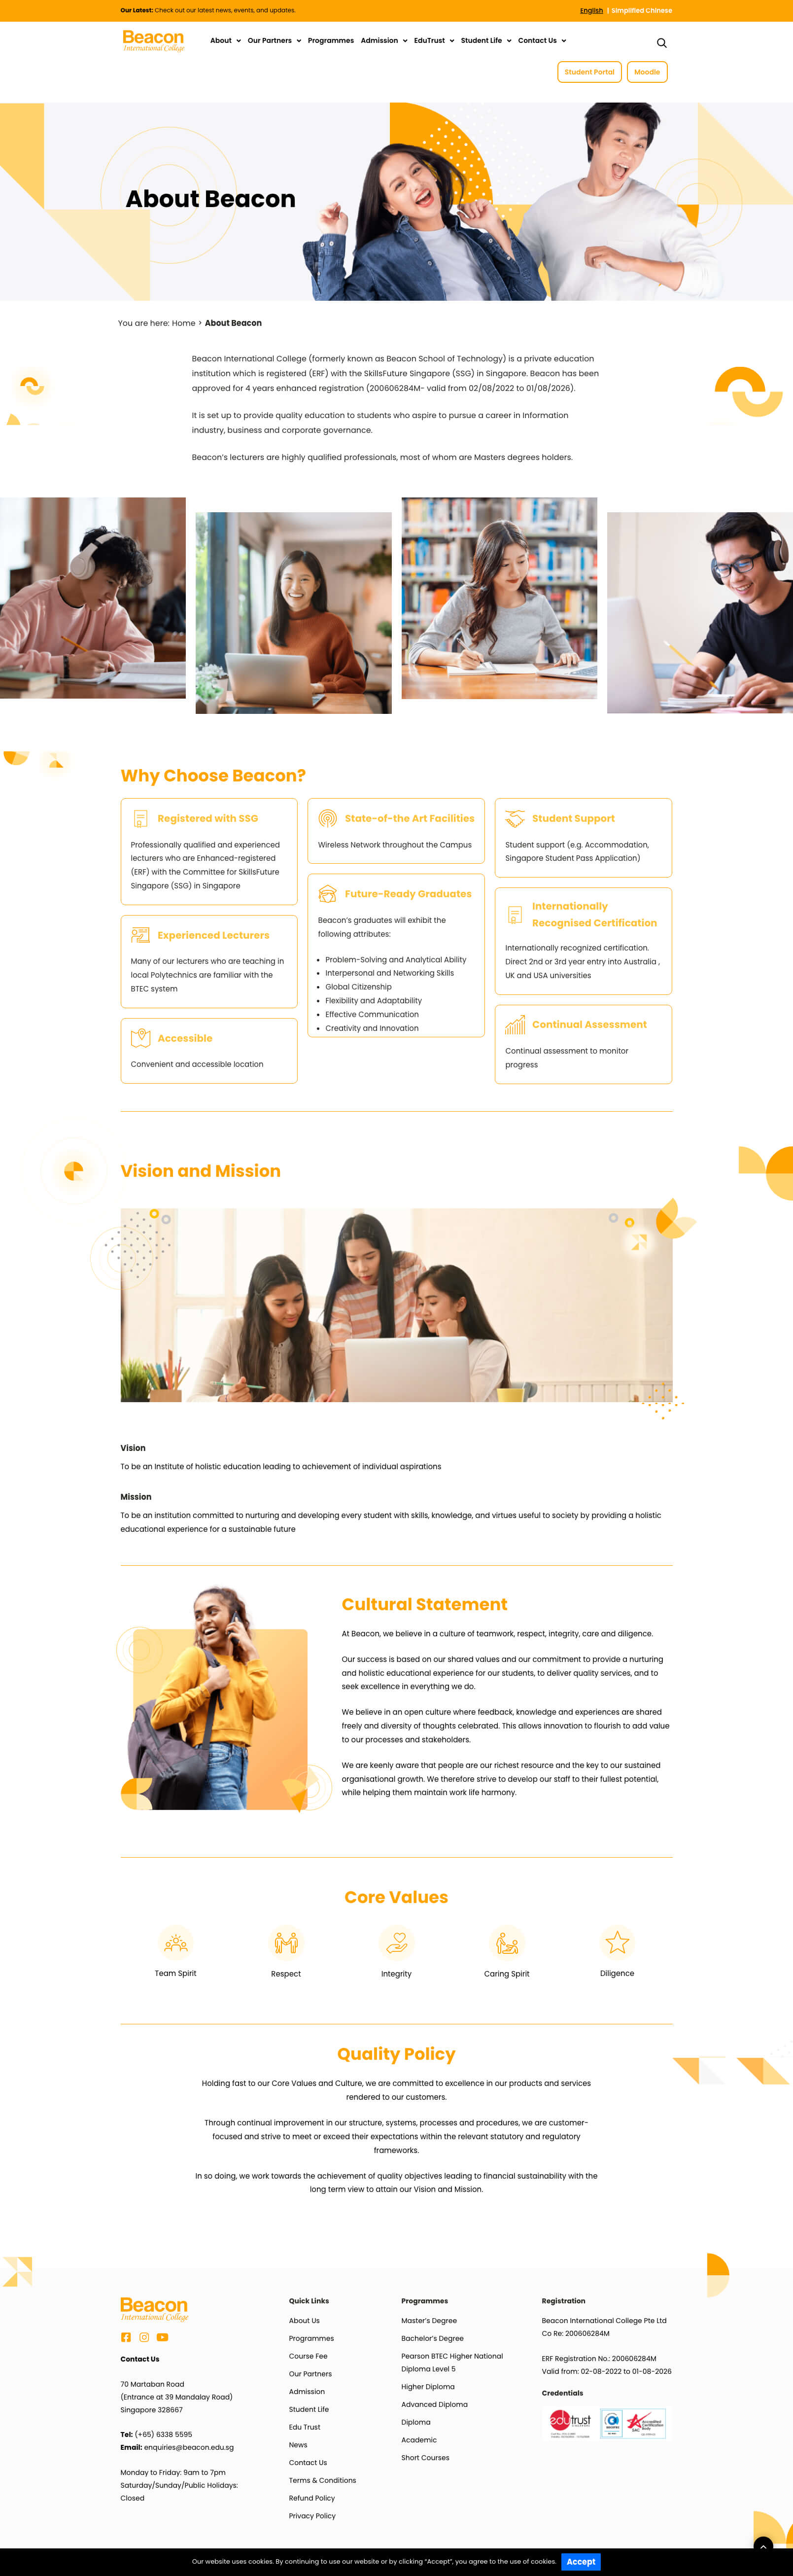 Our Latest: Check out our latest news, events, and updates.
English | Simplified Chinese
Beacon
International College
About Our Partners Programmes Admission EduTrust Student Life Contact Us
Student Portal Moodle
About Beacon
You are here: Home > About Beacon
Beacon International College (formerly known as Beacon School of Technology) is a private education
institution which is registered (ERF) with the SkillsFuture Singapore (SSG) in Singapore. Beacon has been
approved for 4 years enhanced registration (200606284M- valid from 02/08/2022 to 01/08/2026).
It is set up to provide quality education to students who aspire to pursue a career in Information
industry, business and corporate governance.
Beacon's lecturers are highly qualified professionals, most of whom are Masters degrees holders.
Why Choose Beacon?
Registered with SSG
Professionally qualified and experienced
lecturers who are Enhanced-registered
(ERF) with the Committee for SkillsFuture
Singapore (SSG) in Singapore
Experienced Lecturers
Many of our lecturers who are teaching in
local Polytechnics are familiar with the
BTEC system
Accessible
Convenient and accessible location
State-of-the Art Facilities
Wireless Network throughout the Campus
Future-Ready Graduates
Beacon's graduates will exhibit the
following attributes:
• Problem-Solving and Analytical Ability
• Interpersonal and Networking Skills
• Global Citizenship
• Flexibility and Adaptability
• Effective Communication
• Creativity and Innovation
Student Support
Student support (e.g. Accommodation,
Singapore Student Pass Application)
Internationally
Recognised Certification
Internationally recognized certification.
Direct 2nd or 3rd year entry into Australia ,
UK and USA universities
Continual Assessment
Continual assessment to monitor
progress
Vision and Mission
Vision
To be an Institute of holistic education leading to achievement of individual aspirations
Mission
To be an institution committed to nurturing and developing every student with skills, knowledge, and virtues useful to society by providing a holistic
educational experience for a sustainable future
Cultural Statement
At Beacon, we believe in a culture of teamwork, respect, integrity, care and diligence.
Our success is based on our shared values and our commitment to provide a nurturing
and holistic educational experience for our students, to deliver quality services, and to
seek excellence in everything we do.
We believe in an open culture where feedback, knowledge and experiences are shared
freely and diversity of thoughts celebrated. This allows innovation to flourish to add value
to our processes and stakeholders.
We are keenly aware that people are our richest resource and the key to our sustained
organisational growth. We therefore strive to develop our staff to their fullest potential,
while helping them maintain work life harmony.
Core Values
Team Spirit
Respect
Integrity
Caring Spirit
Diligence
Quality Policy
Holding fast to our Core Values and Culture, we are committed to excellence in our products and services
rendered to our customers.
Through continual improvement in our structure, systems, processes and procedures, we are customer-
focused and strive to meet or exceed their expectations within the relevant statutory and regulatory
frameworks.
In so doing, we work towards the achievement of quality objectives leading to financial sustainability with the
long term view to attain our Vision and Mission.
Beacon
International College
Contact Us
70 Martaban Road
(Entrance at 39 Mandalay Road)
Singapore 328667
Tel: (+65) 6338 5595
Email: enquiries@beacon.edu.sg
Monday to Friday: 9am to 7pm
Saturday/Sunday/Public Holidays:
Closed
Quick Links
About Us
Programmes
Course Fee
Our Partners
Admission
Student Life
Edu Trust
News
Contact Us
Terms & Conditions
Refund Policy
Privacy Policy
Programmes
Master's Degree
Bachelor's Degree
Pearson BTEC Higher National
Diploma Level 5
Higher Diploma
Advanced Diploma
Diploma
Academic
Short Courses
Registration
Beacon International College Pte Ltd
Co Re: 200606284M
ERF Registration No.: 200606284M
Valid from: 02-08-2022 to 01-08-2026
Credentials
edutrust
Our website uses cookies. By continuing to use our website or by clicking "Accept", you agree to the use of cookies. Accept